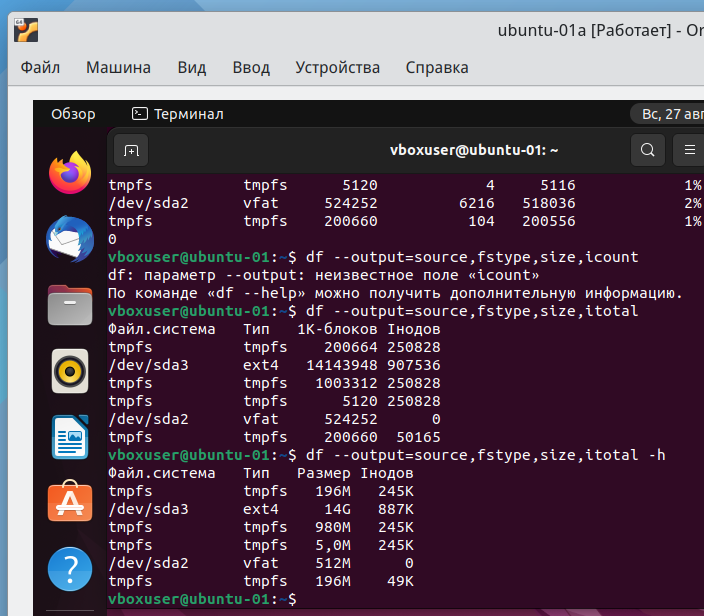 ubuntu-01a [Работает] - Or
Файл Машина Вид Ввод Устройства Справка
Обзор Терминал Вс, 27 авг
vboxuser@ubuntu-01: ~
tmpfs tmpfs 5120 4 5116 1%
/dev/sda2 vfat 524252 6216 518036 2%
tmpfs tmpfs 200660 104 200556 1%
0
vboxuser@ubuntu-01:~$ df --output=source,fstype,size,icount
df: параметр --output: неизвестное поле «icount»
По команде «df --help» можно получить дополнительную информацию.
vboxuser@ubuntu-01:~$ df --output=source,fstype,size,itotal
Файл.система Тип 1K-блоков Iнодов
tmpfs tmpfs 200664 250828
/dev/sda3 ext4 14143948 907536
tmpfs tmpfs 1003312 250828
tmpfs tmpfs 5120 250828
/dev/sda2 vfat 524252 0
tmpfs tmpfs 200660 50165
vboxuser@ubuntu-01:~$ df --output=source,fstype,size,itotal -h
Файл.система Тип Размер Iнодов
tmpfs tmpfs 196M 245K
/dev/sda3 ext4 14G 887K
tmpfs tmpfs 980M 245K
tmpfs tmpfs 5,0M 245K
/dev/sda2 vfat 512M 0
tmpfs tmpfs 196M 49K
vboxuser@ubuntu-01:~$